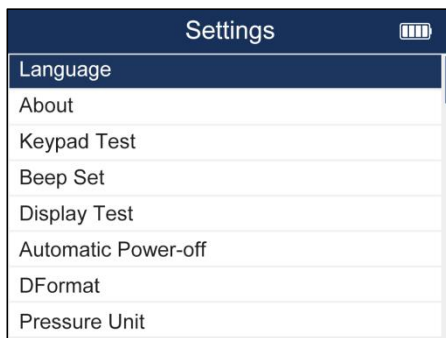 Settings
Language
About
Keypad Test
Beep Set
Display Test
Automatic Power-off
DFormat
Pressure Unit